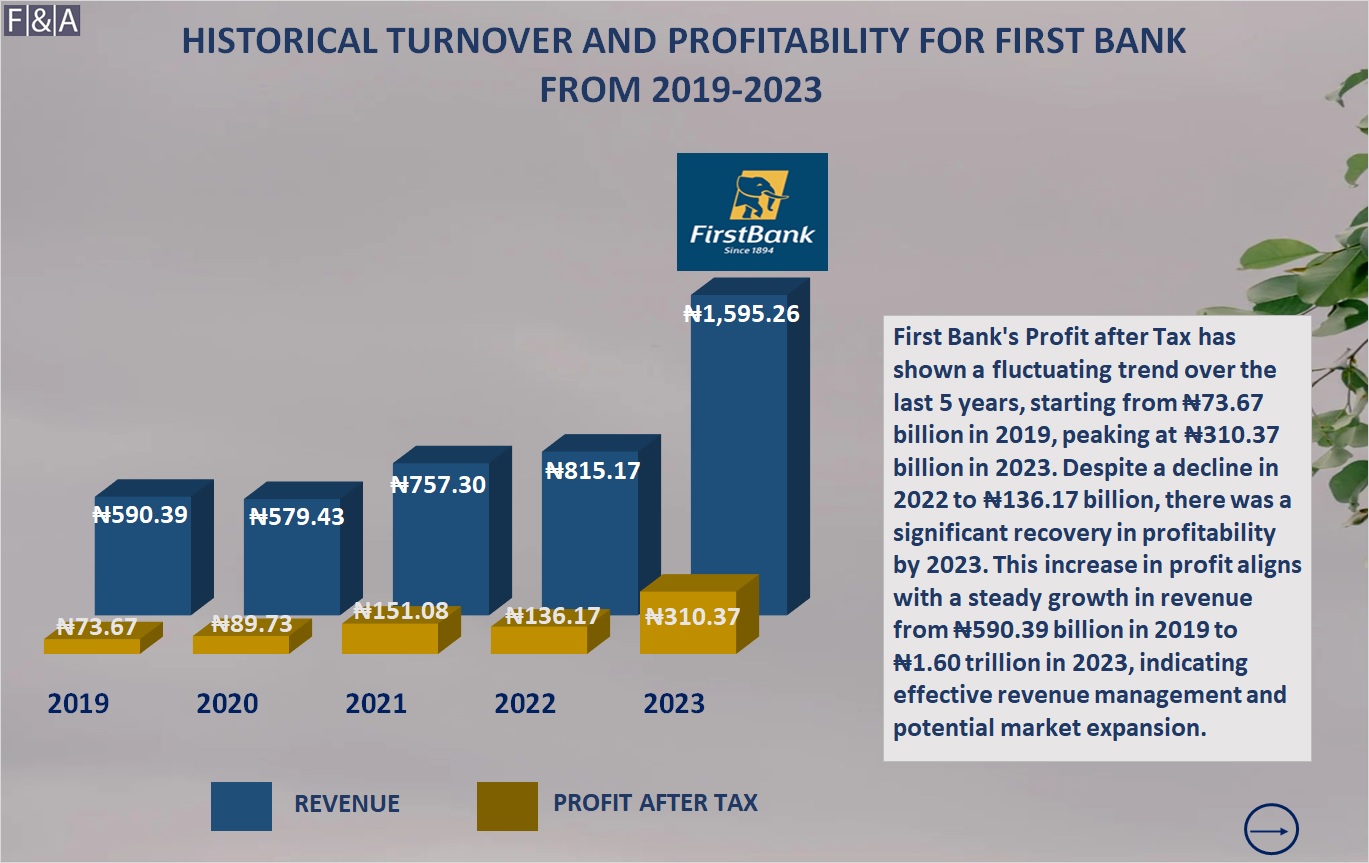 F&A
HISTORICAL TURNOVER AND PROFITABILITY FOR FIRST BANK
FROM 2019-2023
FirstBank
Since 1894
₦1,595.26
₦590.39
₦579.43
₦757.30
₦815.17
₦73.67
₦89.73
₦151.08
₦136.17
₦310.37
2019
2020
2021
2022
2023
REVENUE
PROFIT AFTER TAX
First Bank's Profit after Tax has
shown a fluctuating trend over the
last 5 years, starting from ₦73.67
billion in 2019, peaking at ₦310.37
billion in 2023. Despite a decline in
2022 to ₦136.17 billion, there was a
significant recovery in profitability
by 2023. This increase in profit aligns
with a steady growth in revenue
from ₦590.39 billion in 2019 to
₦1.60 trillion in 2023, indicating
effective revenue management and
potential market expansion.